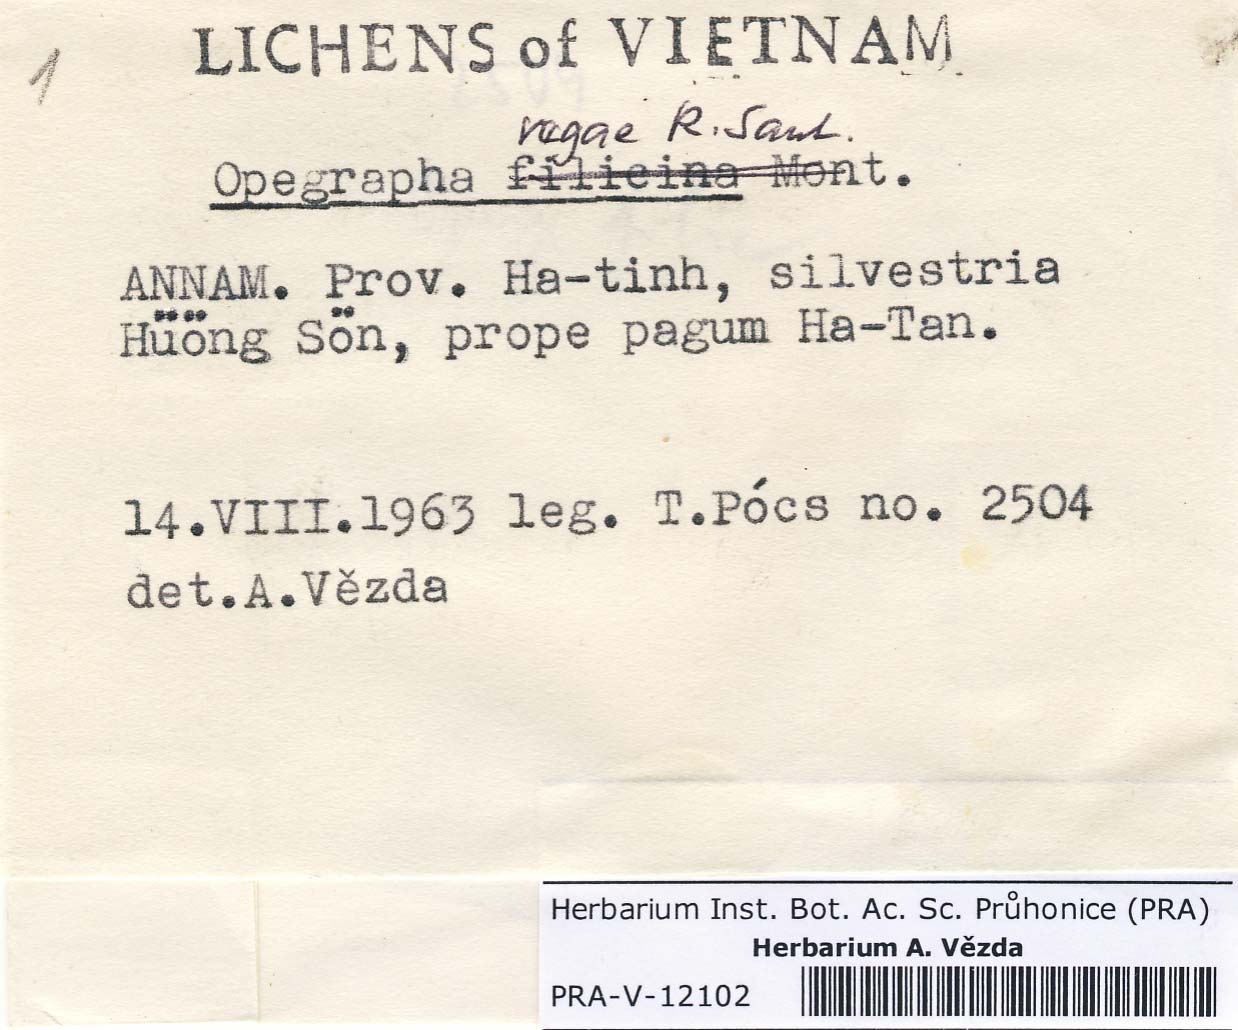 1
LICHENS of VIETNAM
vegae R. Sant.
Opegrapha filicina Mont.
ANNAM. Prov. Ha-tinh, silvestria
Hüöng Sön, prope pagum Ha-Tan.
14.VIII.1963 leg. T.Pócs no. 2504
det.A.Vězda
Herbarium Inst. Bot. Ac. Sc. Průhonice (PRA)
Herbarium A. Vězda
PRA-V-12102